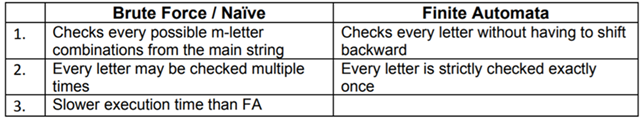 Brute Force / Naïve Finite Automata
1. Checks every possible m-letter Checks every letter without having to shift
combinations from the main string backward
2. Every letter may be checked multiple Every letter is strictly checked exactly
times once
3. Slower execution time than FA